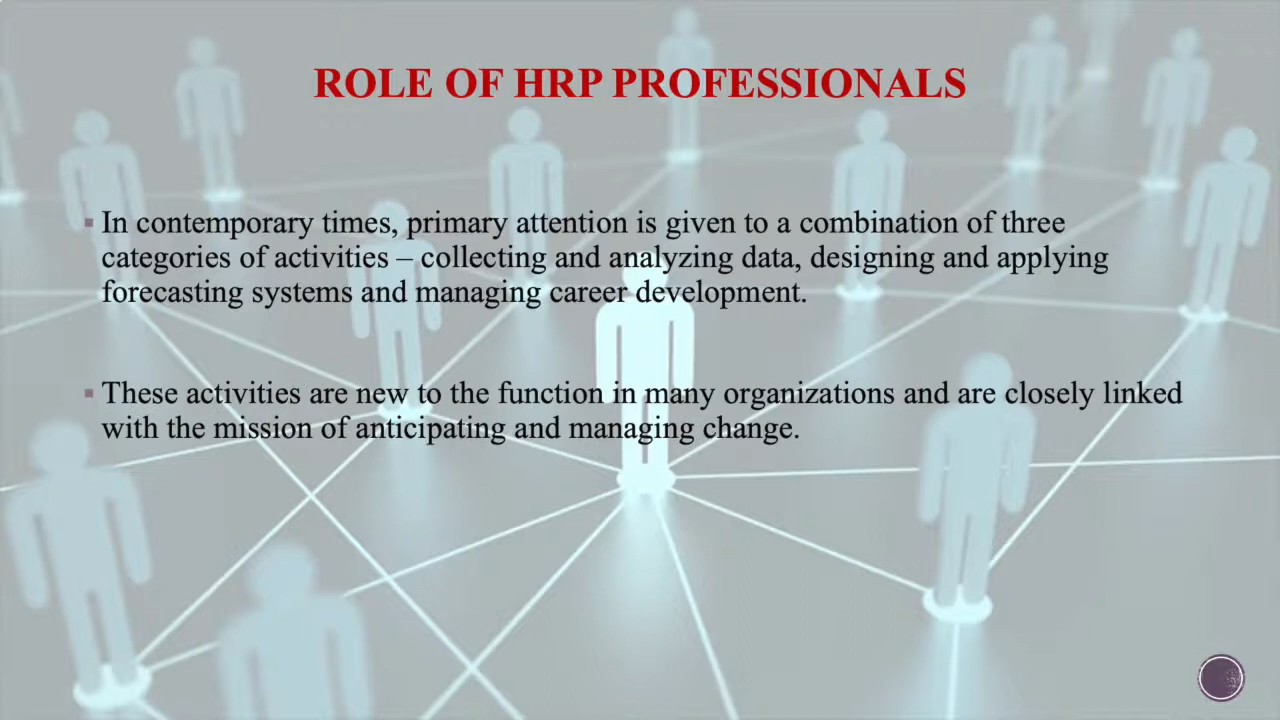 ROLE OF HRP PROFESSIONALS
In contemporary times, primary attention is given to a combination of three
categories of activities – collecting and analyzing data, designing and applying
forecasting systems and managing career development.
These activities are new to the function in many organizations and are closely linked
with the mission of anticipating and managing change.